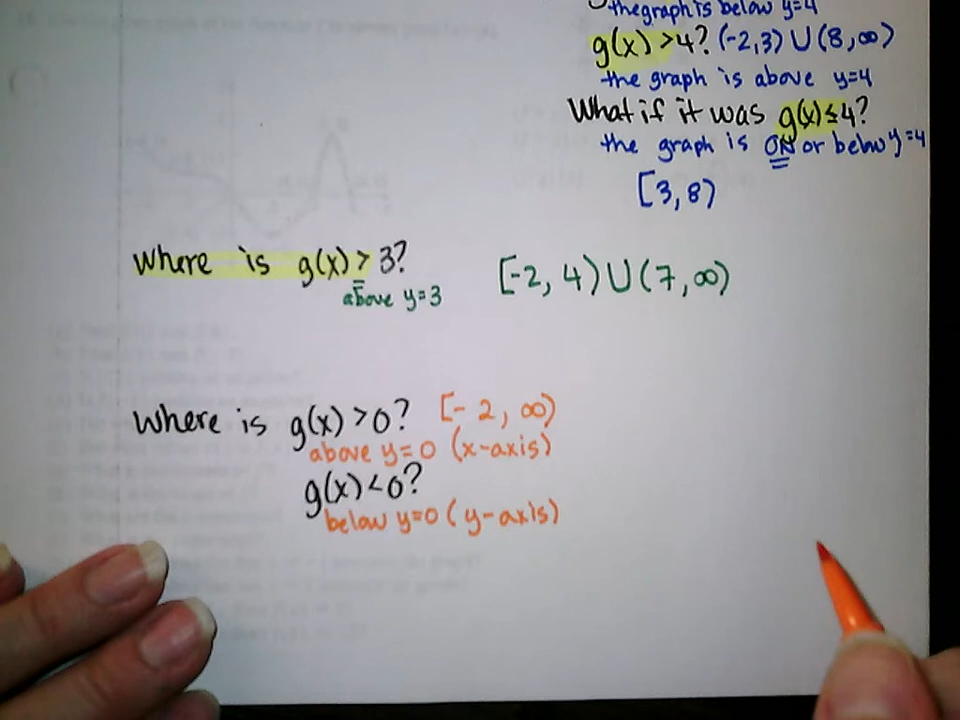 the graph is below y=4
g(x) >4? (-2,3) U (8,∞)
the graph is above y=4
What if it was g(x)≤4?
the graph is ON or below y=4
[3,8)
Where is g(x) > 3?
above y=3
[-2, 4) U (7, ∞)
Where is g(x) >0? [- 2, ∞)
above y=0 (x-axis)
g(x) <0?
below y=0 (y-axis)